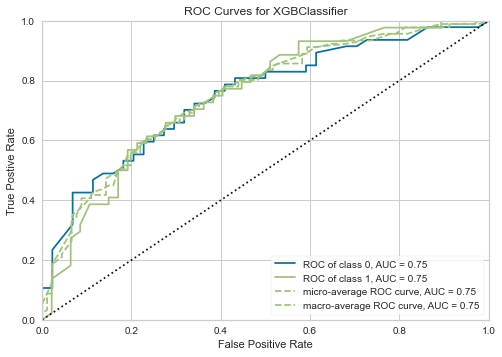 ROC Curves for XGBClassifier
True Postive Rate
1.0
0.8
0.6
0.4
0.2
0.0
ROC of class 0, AUC = 0.75
ROC of class 1, AUC = 0.75
micro-average ROC curve, AUC = 0.75
macro-average ROC curve, AUC = 0.75
0.0 0.2 0.4 0.6 0.8 1.0
False Positive Rate